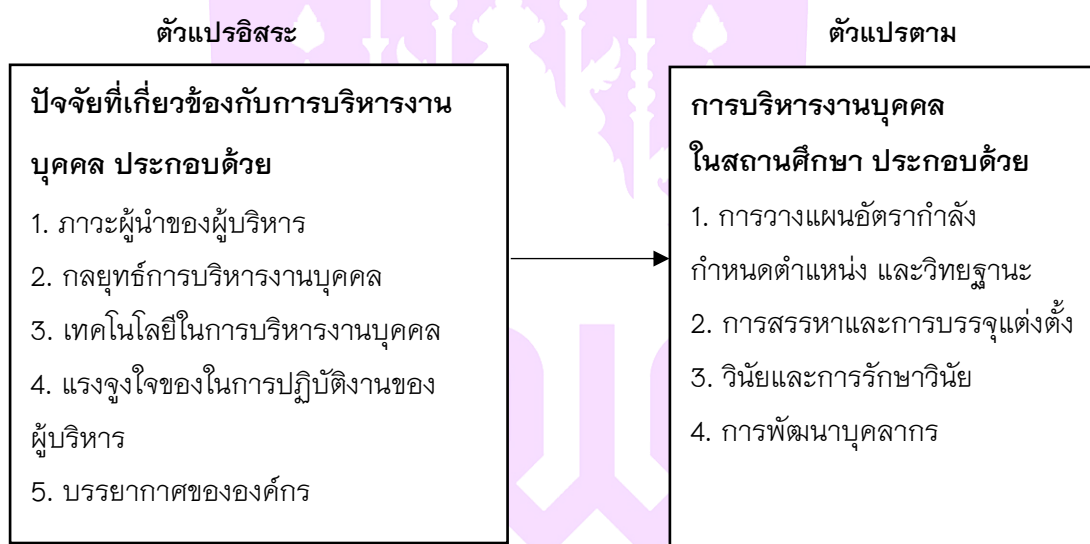 ตัวแปรอิสระ
ปัจจัยที่เกี่ยวข้องกับการบริหารงาน
บุคคล ประกอบด้วย
1. ภาวะผู้นำของผู้บริหาร
2. กลยุทธ์การบริหารงานบุคคล
3. เทคโนโลยีในการบริหารงานบุคคล
4. แรงจูงใจของในการปฏิบัติงานของ
ผู้บริหาร
5. บรรยากาศขององค์กร
ตัวแปรตาม
การบริหารงานบุคคล
ในสถานศึกษา ประกอบด้วย
1. การวางแผนอัตรากำลัง
กำหนดตำแหน่ง และวิทยฐานะ
2. การสรรหาและการบรรจุแต่งตั้ง
3. วินัยและการรักษาวินัย
4. การพัฒนาบุคลากร